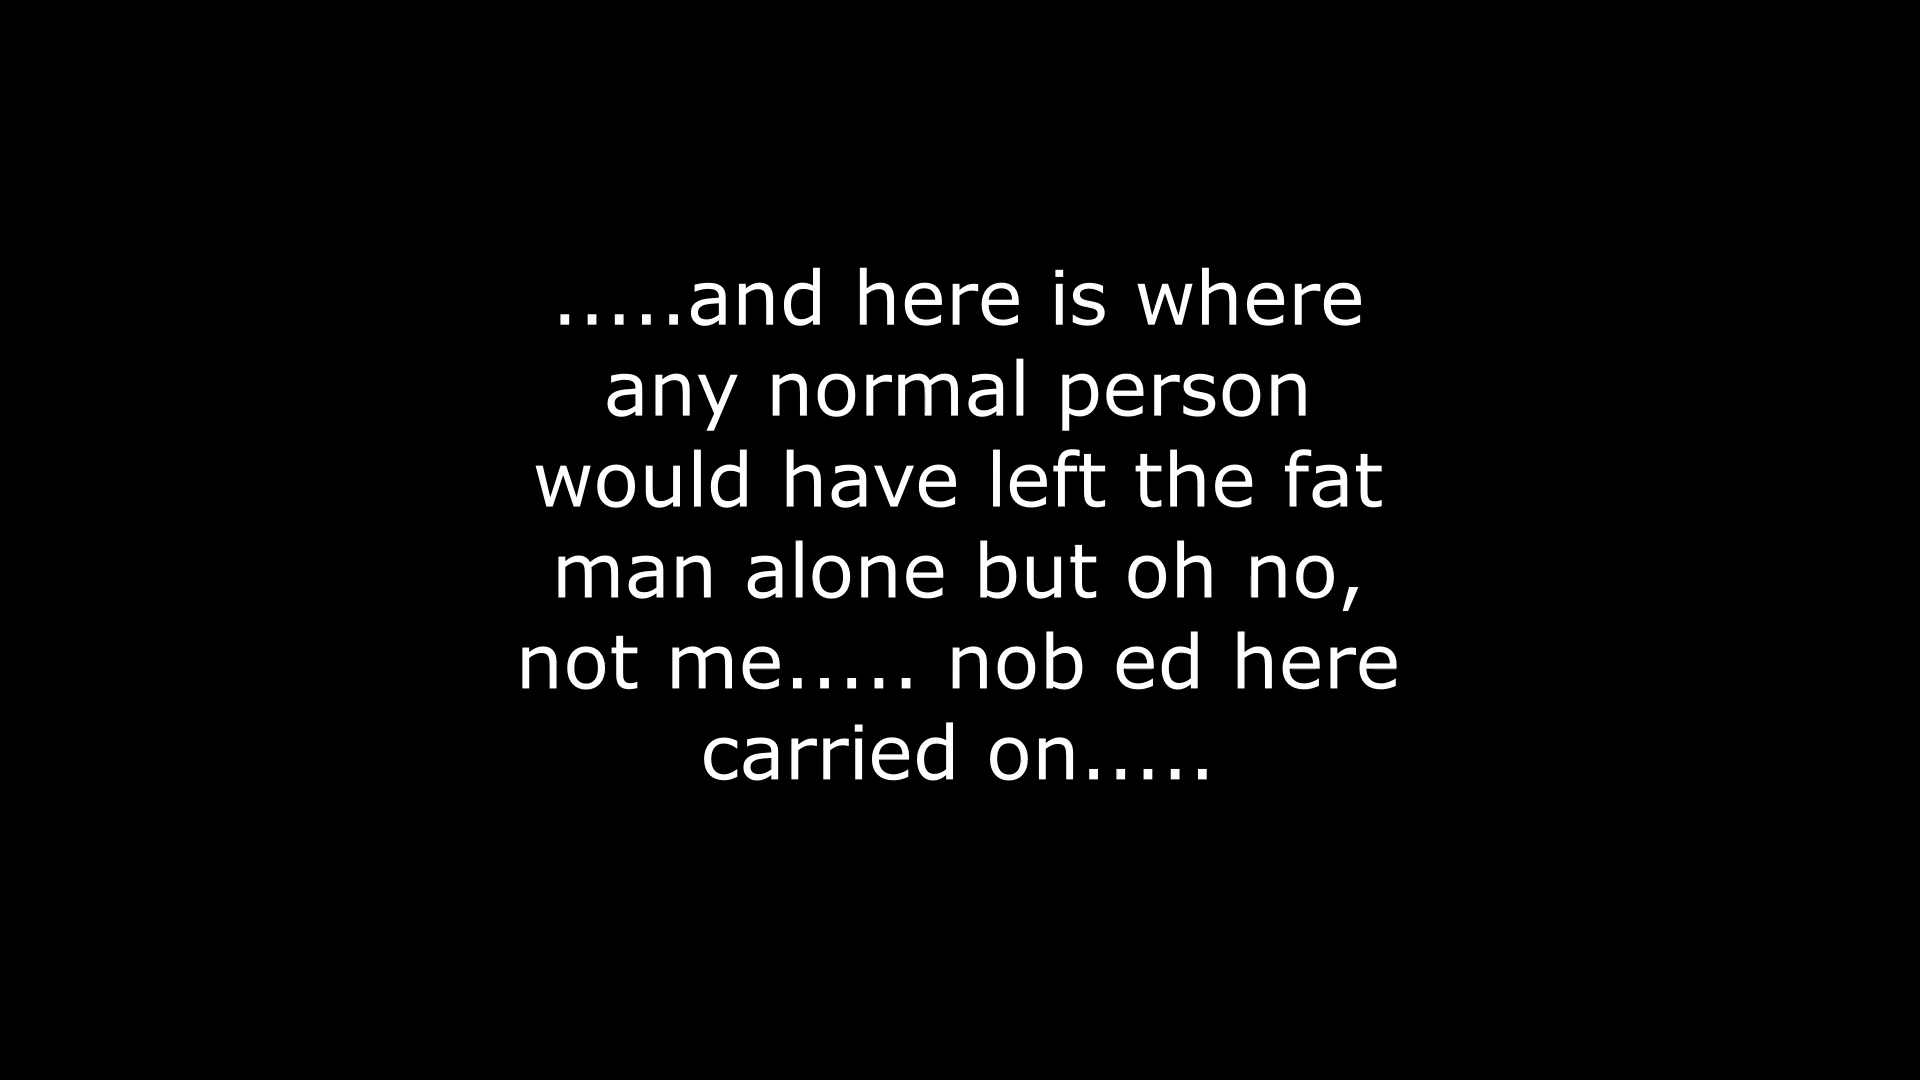 .....and here is where
any normal person
would have left the fat
man alone but oh no,
not me..... nob ed here
carried on.....